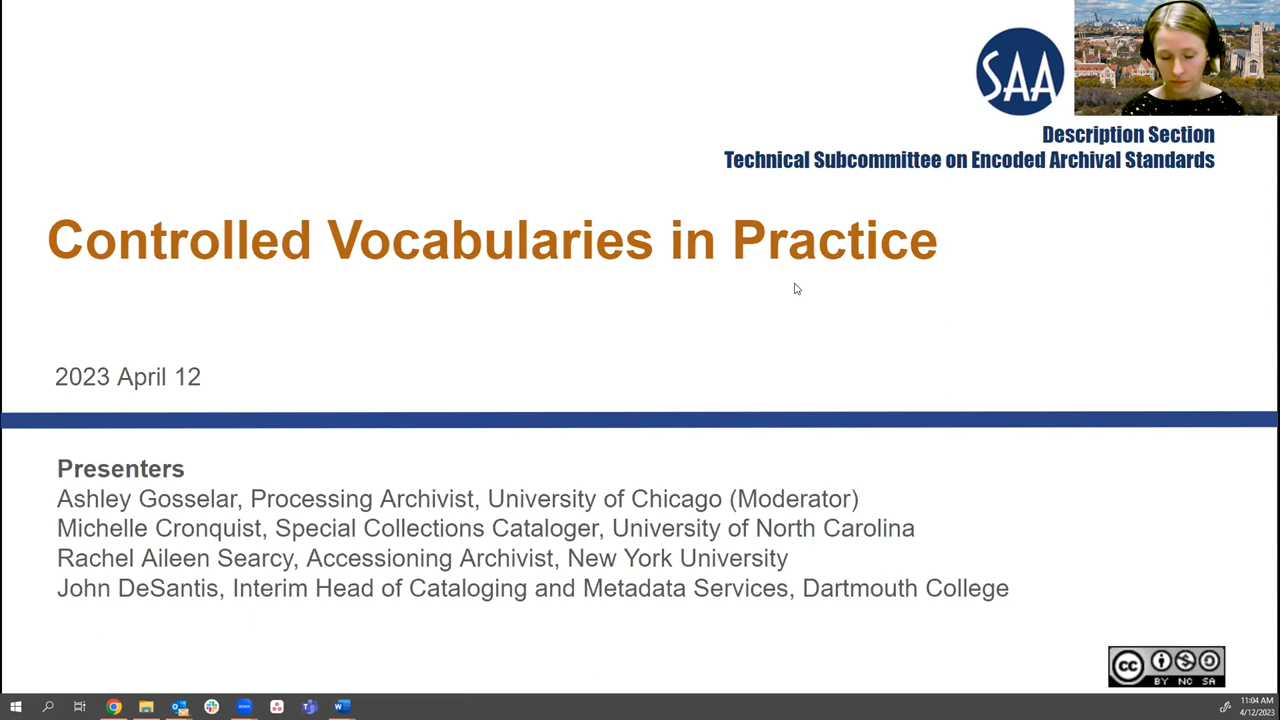 SAA
Description Section
Technical Subcommittee on Encoded Archival Standards
Controlled Vocabularies in Practice
2023 April 12
Presenters
Ashley Gosselar, Processing Archivist, University of Chicago (Moderator)
Michelle Cronquist, Special Collections Cataloger, University of North Carolina
Rachel Aileen Searcy, Accessioning Archivist, New York University
John DeSantis, Interim Head of Cataloging and Metadata Services, Dartmouth College
cc
BY NC SA
11:04 AM
4/12/2023